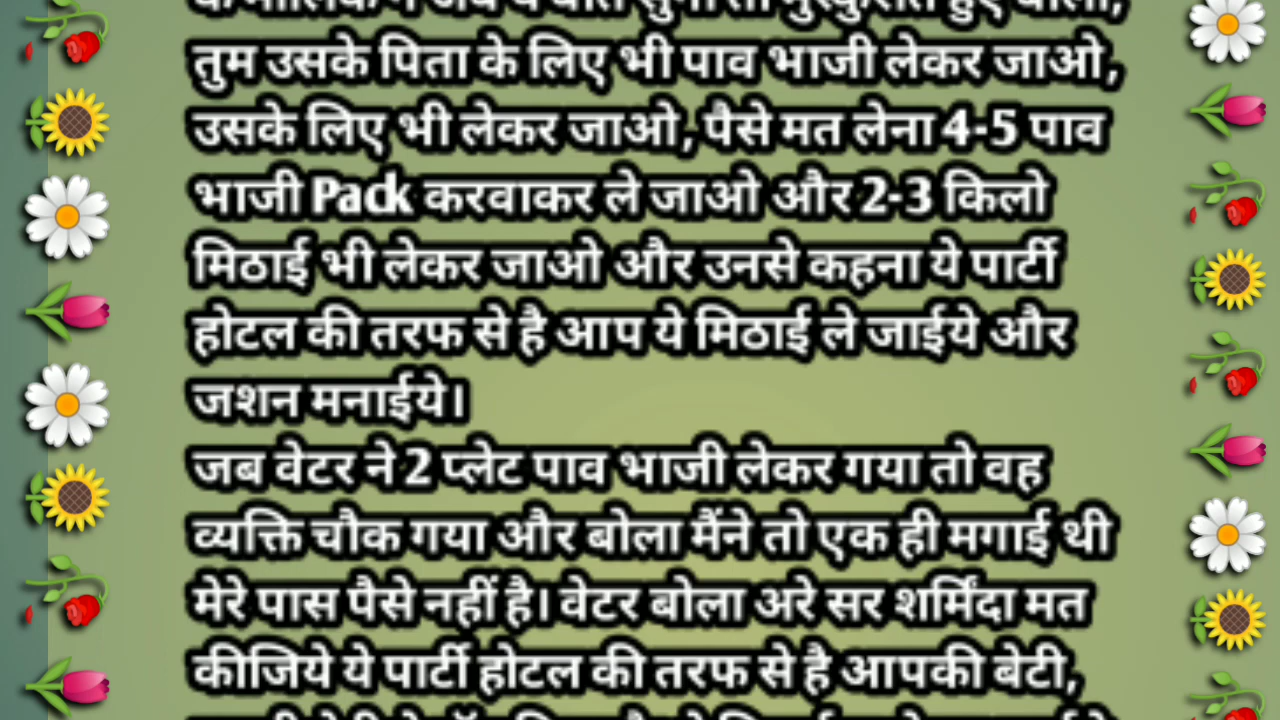 तुम उसके पिता के लिए भी पाव भाजी लेकर जाओ,
उसके लिए भी लेकर जाओ, पैसे मत लेना 4-5 पाव
भाजी Pack करवाकर ले जाओ और 2-3 किलो
मिठाई भी लेकर जाओ और उनसे कहना ये पार्टी
होटल की तरफ से है आप ये मिठाई ले जाईये और
जशन मनाईये।
जब वेटर ने 2 प्लेट पाव भाजी लेकर गया तो वह
व्यक्ति चौक गया और बोला मैंने तो एक ही मगाई थी
मेरे पास पैसे नहीं है। वेटर बोला अरे सर शर्मिंदा मत
कीजिये ये पार्टी होटल की तरफ से है आपकी बेटी,